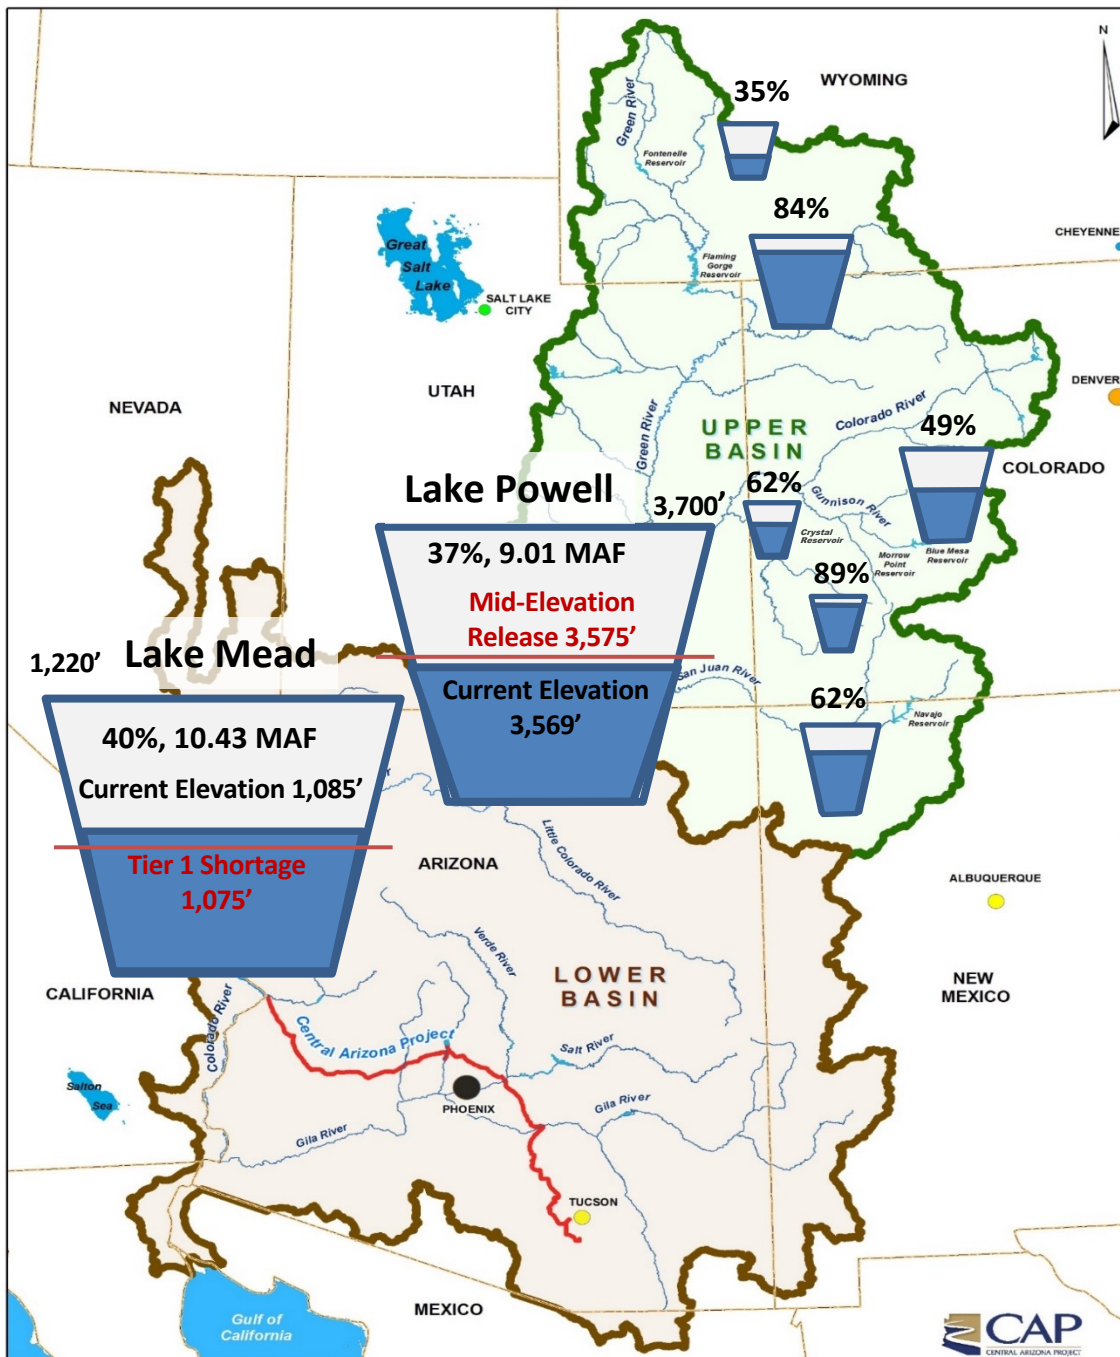 N
WYOMING
35%
Green River
Fontenelle
Reservoir
84%
CHEYENNE
Great
Salt
Lake
Flaming
Gorge
Reservoir
SALT LAKE
CITY
NEVADA
UTAH
DENVER
Green River
UPPER
BASIN
Colorado River
49%
COLORADO
Lake Powell
3,700’
62%
Gunnison River
Crystal
Reservoir
Morrow
Point
Reservoir
Blue Mesa
Reservoir
37%, 9.01 MAF
Mid-Elevation
Release 3,575’
89%
Current Elevation
3,569’
San Juan River
62%
Navajo
Reservoir
1,220’
Lake Mead
40%, 10.43 MAF
Current Elevation 1,085’
Tier 1 Shortage
1,075’
ARIZONA
Little Colorado River
ALBUQUERQUE
Verde River
LOWER
BASIN
NEW
MEXICO
CALIFORNIA
Colorado River
Central Arizona Project
Salt River
Salton
Sea
PHOENIX
Gila River
Gila River
TUCSON
Gulf of
California
MEXICO
CAP
CENTRAL ARIZONA PROJECT